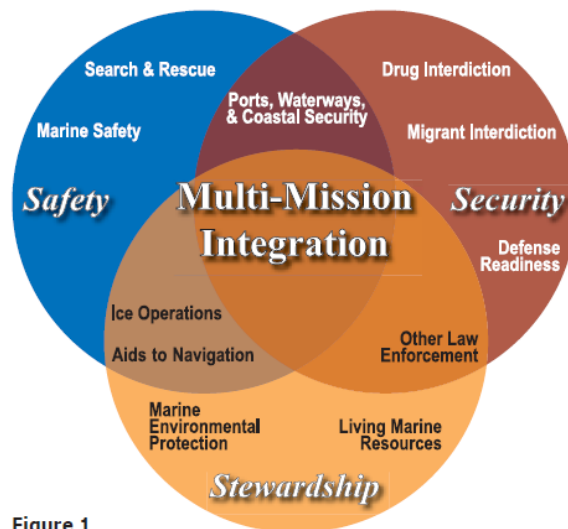 Search & Rescue
Drug Interdiction
Ports, Waterways,
& Coastal Security
Marine Safety
Migrant Interdiction
Safety
Multi-Mission
Integration
Security
Defense
Readiness
Ice Operations
Aids to Navigation
Other Law
Enforcement
Marine
Environmental
Protection
Living Marine
Resources
Stewardship
Figure 1